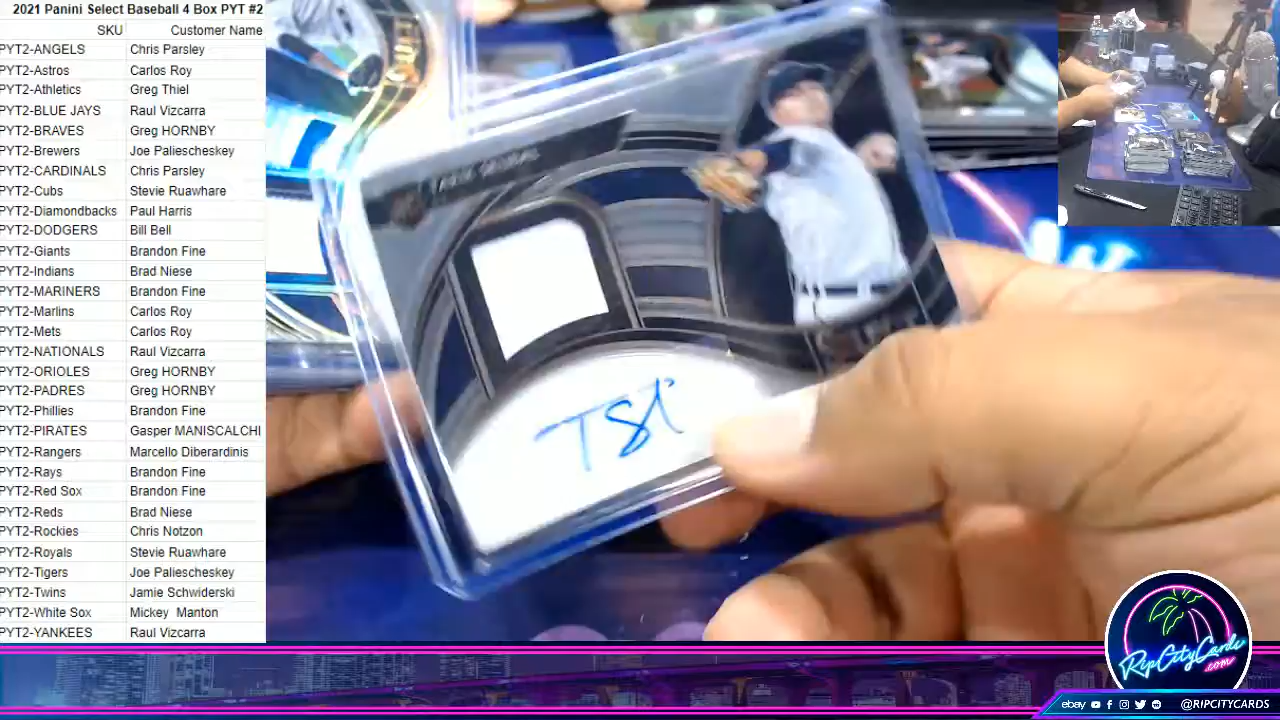 2021 Panini Select Baseball 4 Box PYT #2
SKU Customer Name
PYT2-ANGELS Chris Parsley
PYT2-Astros Carlos Roy
PYT2-Athletics Greg Thiel
PYT2-BLUE JAYS Raul Vizcarra
PYT2-BRAVES Greg HORNBY
PYT2-Brewers Joe Paliescheskey
PYT2-CARDINALS Chris Parsley
PYT2-Cubs Stevie Ruawhare
PYT2-Diamondbacks Paul Harris
PYT2-DODGERS Bill Bell
PYT2-Giants Brandon Fine
PYT2-Indians Brad Niese
PYT2-MARINERS Brandon Fine
PYT2-Marlins Carlos Roy
PYT2-Mets Carlos Roy
PYT2-NATIONALS Raul Vizcarra
PYT2-ORIOLES Greg HORNBY
PYT2-PADRES Greg HORNBY
PYT2-Phillies Brandon Fine
PYT2-PIRATES Gasper MANISCALCHI
PYT2-Rangers Marcello Diberardinis
PYT2-Rays Brandon Fine
PYT2-Red Sox Brandon Fine
PYT2-Reds Brad Niese
PYT2-Rockies Chris Notzon
PYT2-Royals Stevie Ruawhare
PYT2-Tigers Joe Paliescheskey
PYT2-Twins Jamie Schwiderski
PYT2-White Sox Mickey Manton
PYT2-YANKEES Raul Vizcarra
RipCityCards
.com
ebay @RIPCITYCARDS